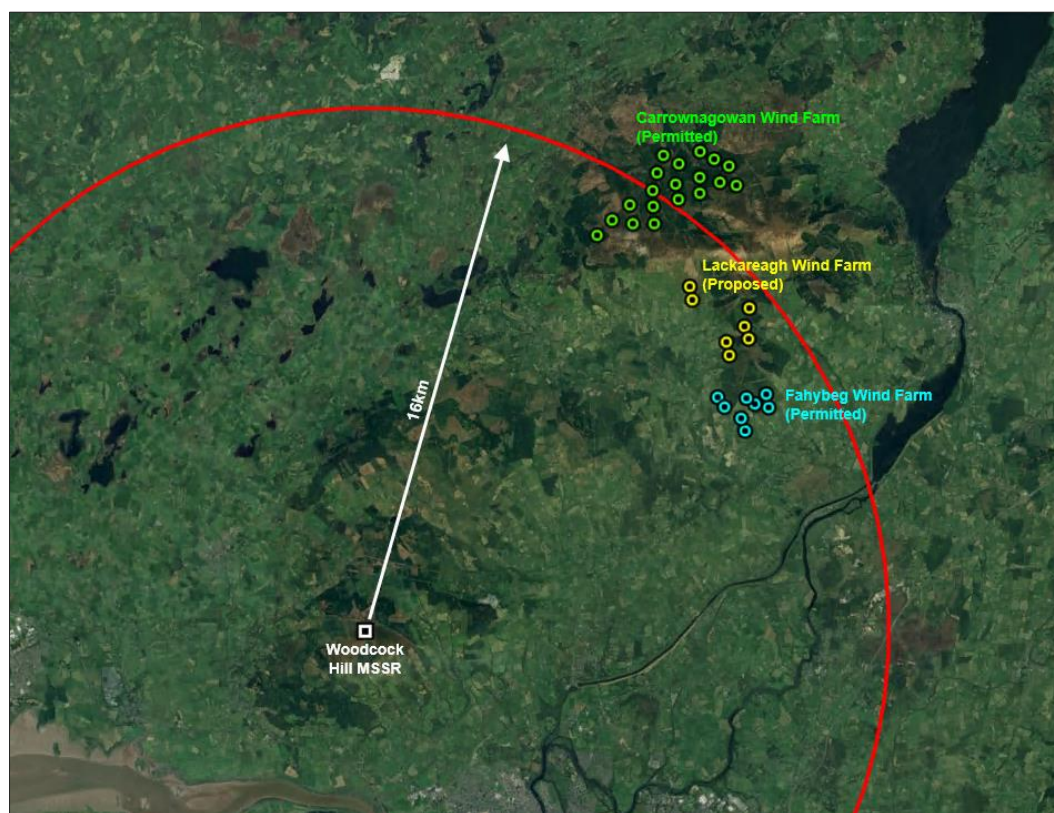 Carrownagowan Wind Farm
(Permitted)
Lackareagh Wind Farm
(Proposed)
Fahybeg Wind Farm
(Permitted)
16km
Woodcock
Hill MSSR